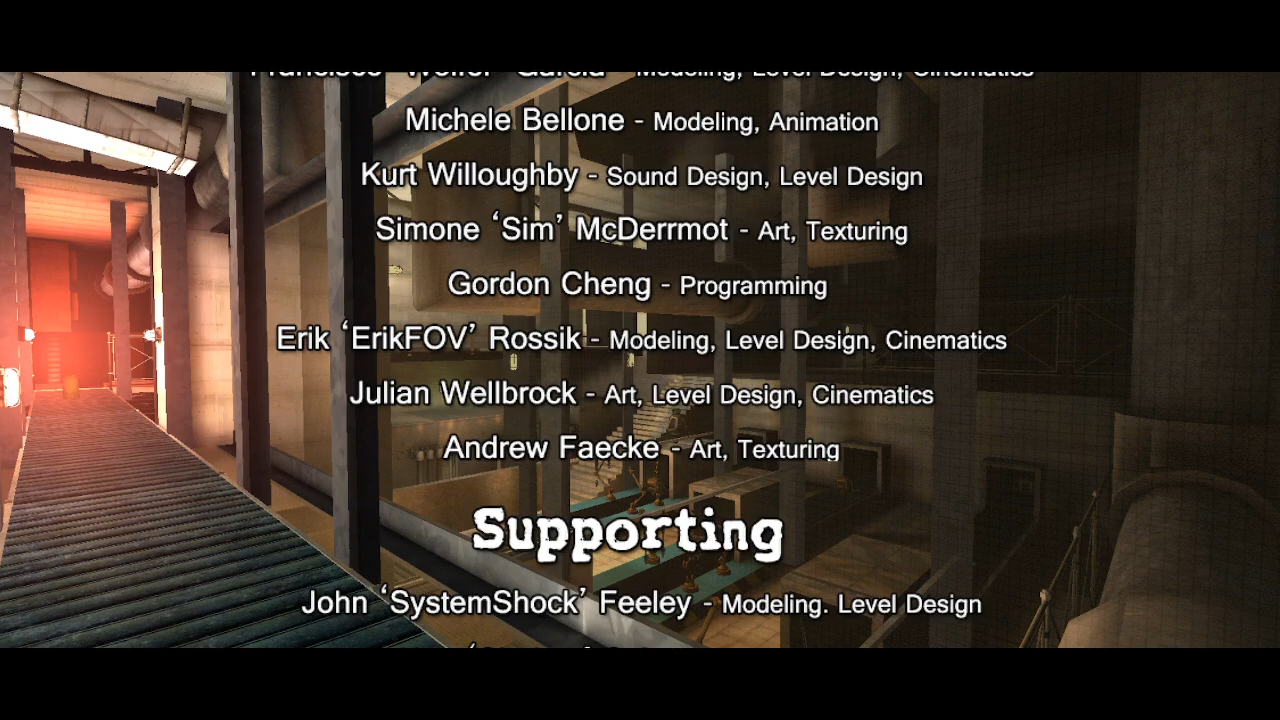 Michele Bellone - Modeling, Animation
Kurt Willoughby - Sound Design, Level Design
Simone ‘Sim’ McDerrmot - Art, Texturing
Gordon Cheng - Programming
Erik ‘ErikFOV’ Rossik - Modeling, Level Design, Cinematics
Julian Wellbrock - Art, Level Design, Cinematics
Andrew Faecke - Art, Texturing
Supporting
John ‘SystemShock’ Feeley - Modeling. Level Design